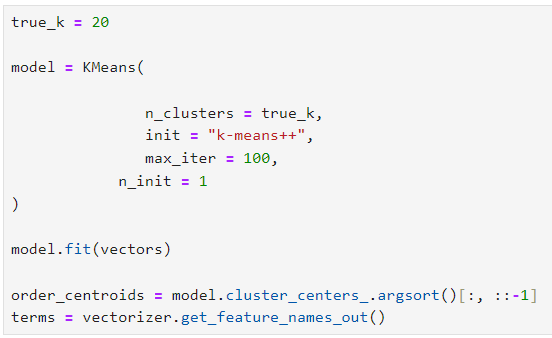 true_k = 20
model = KMeans(
n_clusters = true_k,
init = "k-means++",
max_iter = 100,
n_init = 1
)
model.fit(vectors)
order_centroids = model.cluster_centers_.argsort()[:, ::-1]
terms = vectorizer.get_feature_names_out()